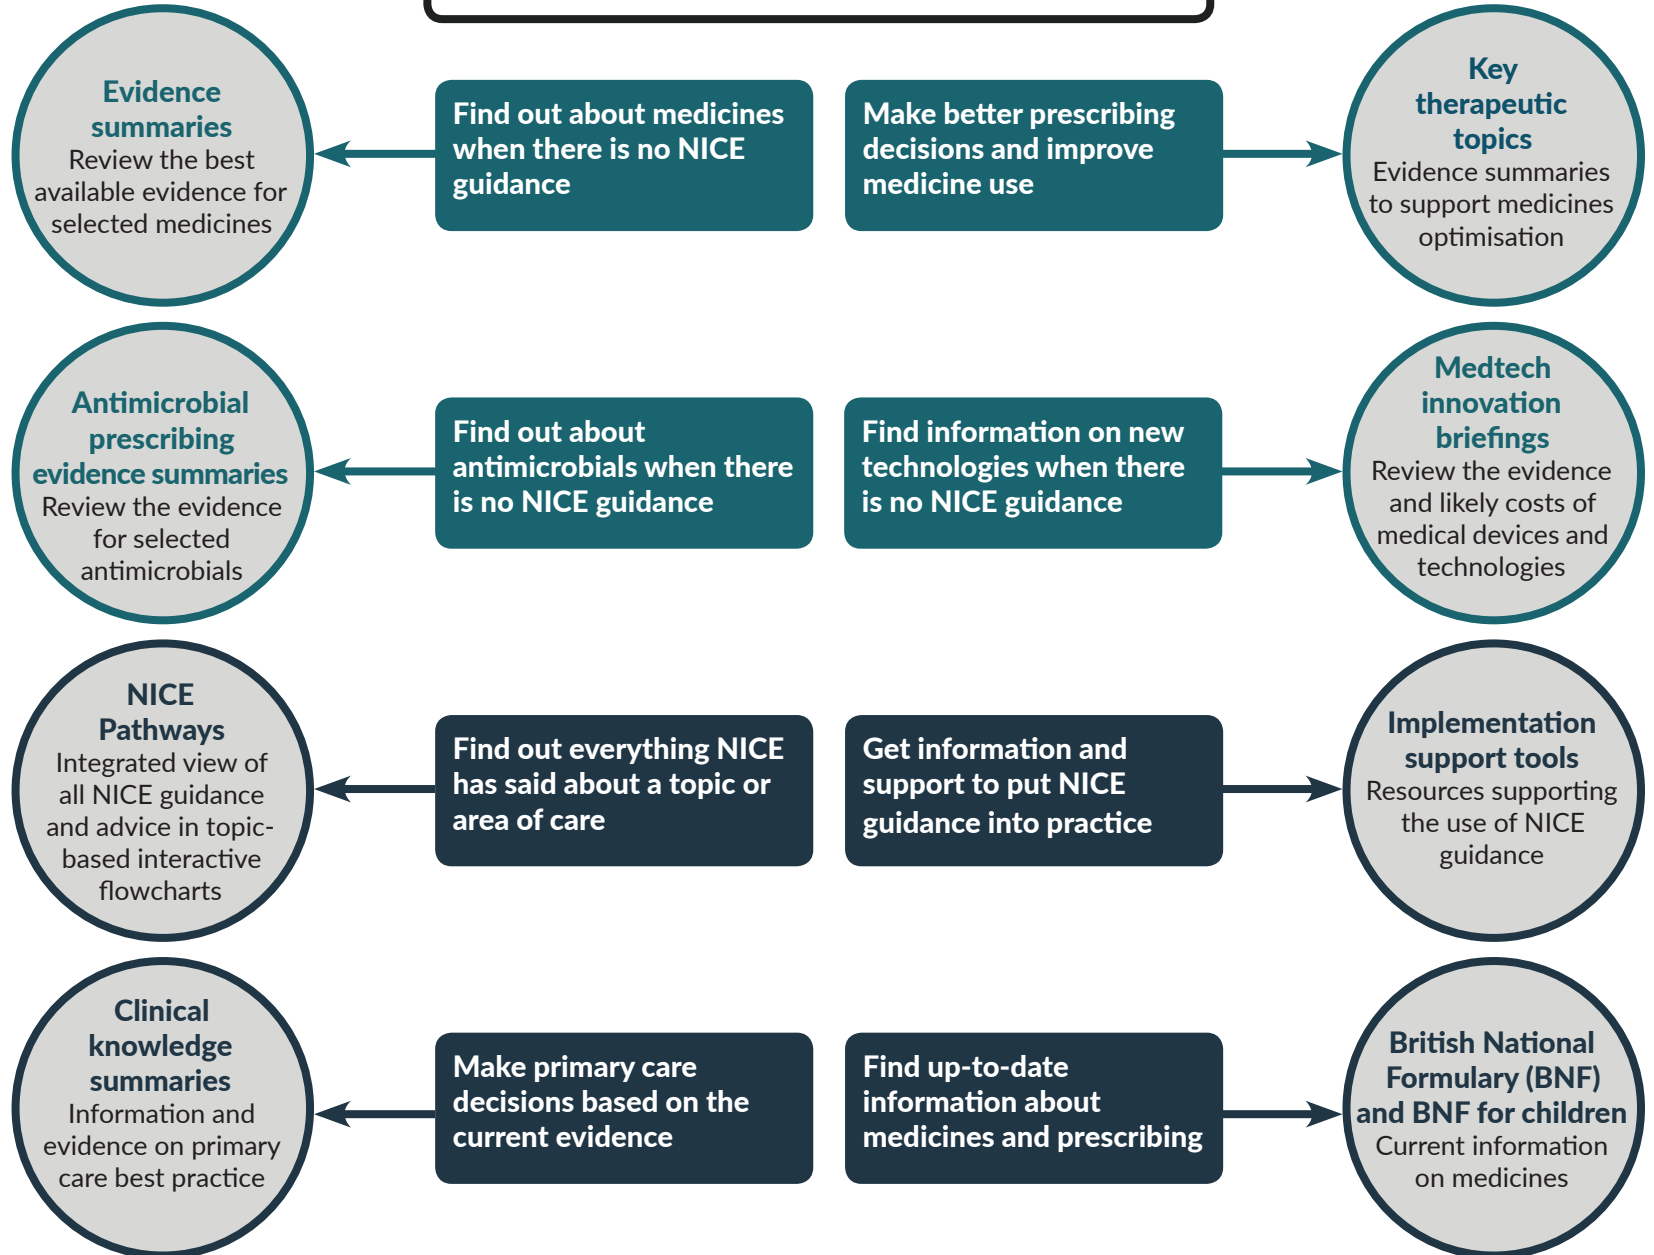 Evidence
summaries
Review the best
available evidence for
selected medicines
Find out about medicines
when there is no NICE
guidance
Make better prescribing
decisions and improve
medicine use
Key
therapeutic
topics
Evidence summaries
to support medicines
optimisation
Antimicrobial
prescribing
evidence summaries
Review the evidence
for selected
antimicrobials
Find out about
antimicrobials when there
is no NICE guidance
Find information on new
technologies when there
is no NICE guidance
Medtech
innovation
briefings
Review the evidence
and likely costs of
medical devices and
technologies
NICE
Pathways
Integrated view of
all NICE guidance
and advice in topic-
based interactive
flowcharts
Find out everything NICE
has said about a topic or
area of care
Get information and
support to put NICE
guidance into practice
Implementation
support tools
Resources supporting
the use of NICE
guidance
Clinical
knowledge
summaries
Information and
evidence on primary
care best practice
Make primary care
decisions based on the
current evidence
Find up-to-date
information about
medicines and prescribing
British National
Formulary (BNF)
and BNF for children
Current information
on medicines